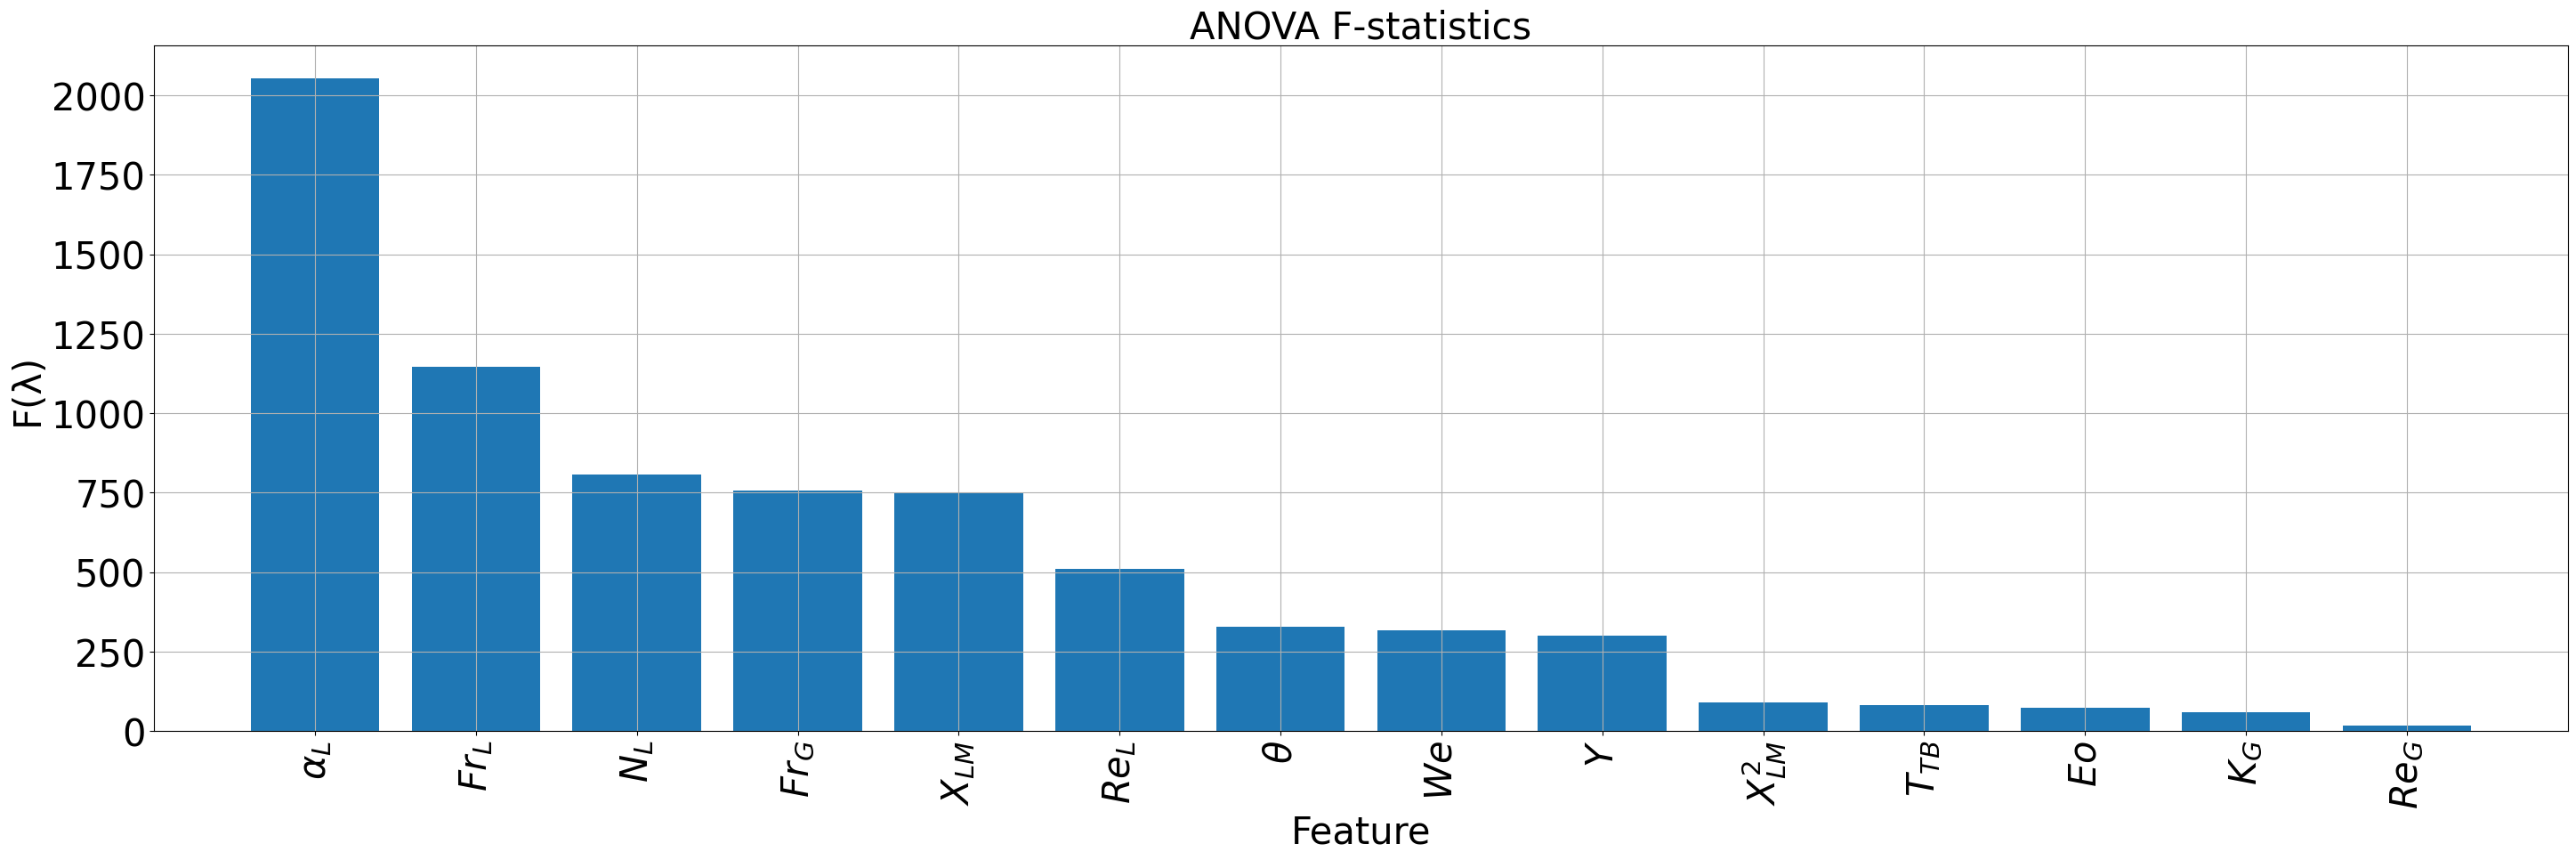 ANOVA F-statistics
F(λ)
2000
1750
1500
1250
1000
750
500
250
0
α_L
Fr_L
N_L
Fr_G
X_LM
Re_L
θ
We
Y
X²_LM
T_TB
Eo
K_G
Re_G
Feature